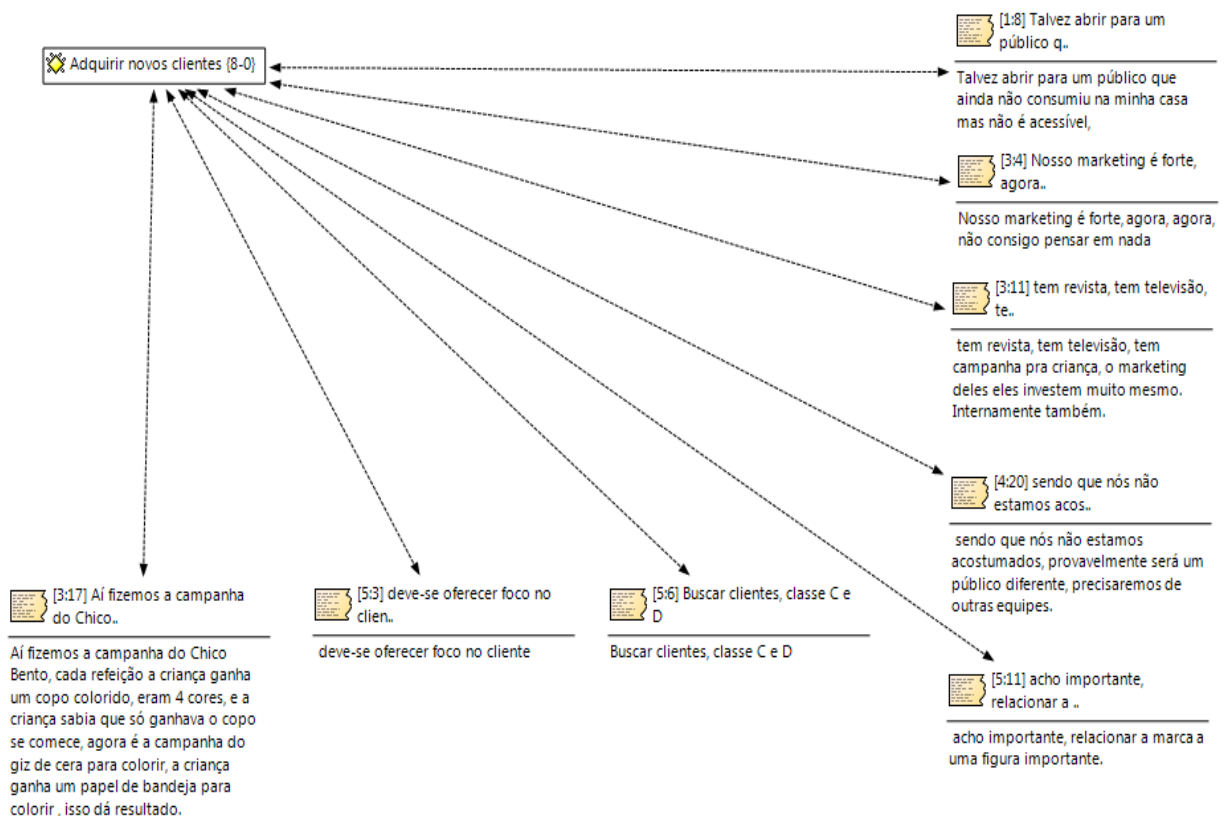 Adquirir novos clientes {8-0}
[1:8] Talvez abrir para um
público q..
Talvez abrir para um público que
ainda não consumiu na minha casa
mas não é acessível,
[3:4] Nosso marketing é forte,
agora..
Nosso marketing é forte, agora, agora,
não consigo pensar em nada
[3:11] tem revista, tem televisão,
te..
tem revista, tem televisão, tem
campanha pra criança, o marketing
deles eles investem muito mesmo.
Internamente também.
[4:20] sendo que nós não
estamos acos..
sendo que nós não estamos
acostumados, provavelmente será um
público diferente, precisaremos de
outras equipes.
[3:17] Aí fizemos a campanha
do Chico..
Aí fizemos a campanha do Chico
Bento, cada refeição a criança ganha
um copo colorido, eram 4 cores, e a
criança sabia que só ganhava o copo
se comece, agora é a campanha do
giz de cera para colorir, a criança
ganha um papel de bandeja para
colorir , isso dá resultado.
[5:3] deve-se oferecer foco no
clien..
deve-se oferecer foco no cliente
[5:6] Buscar clientes, classe C e
D
Buscar clientes, classe C e D
[5:11] acho importante,
relacionar a ..
acho importante, relacionar a marca a
uma figura importante.